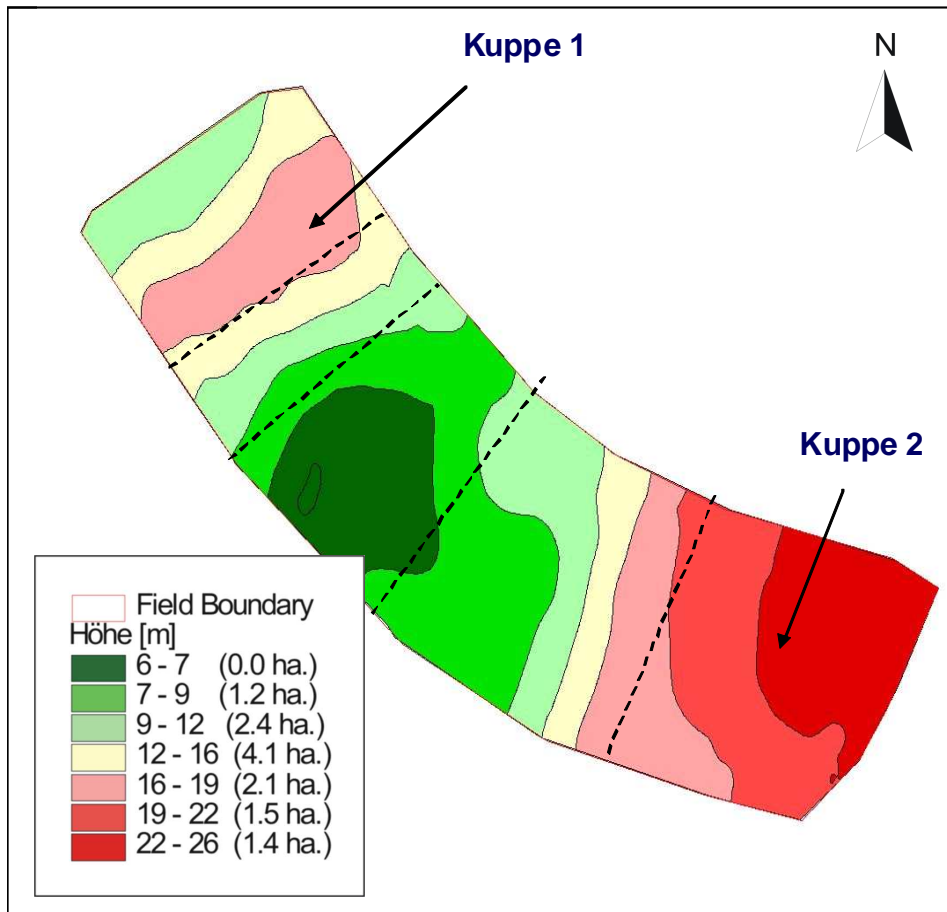 Kuppe 1
N
Kuppe 2
Field Boundary
Höhe [m]
6 - 7 (0.0 ha.)
7 - 9 (1.2 ha.)
9 - 12 (2.4 ha.)
12 - 16 (4.1 ha.)
16 - 19 (2.1 ha.)
19 - 22 (1.5 ha.)
22 - 26 (1.4 ha.)